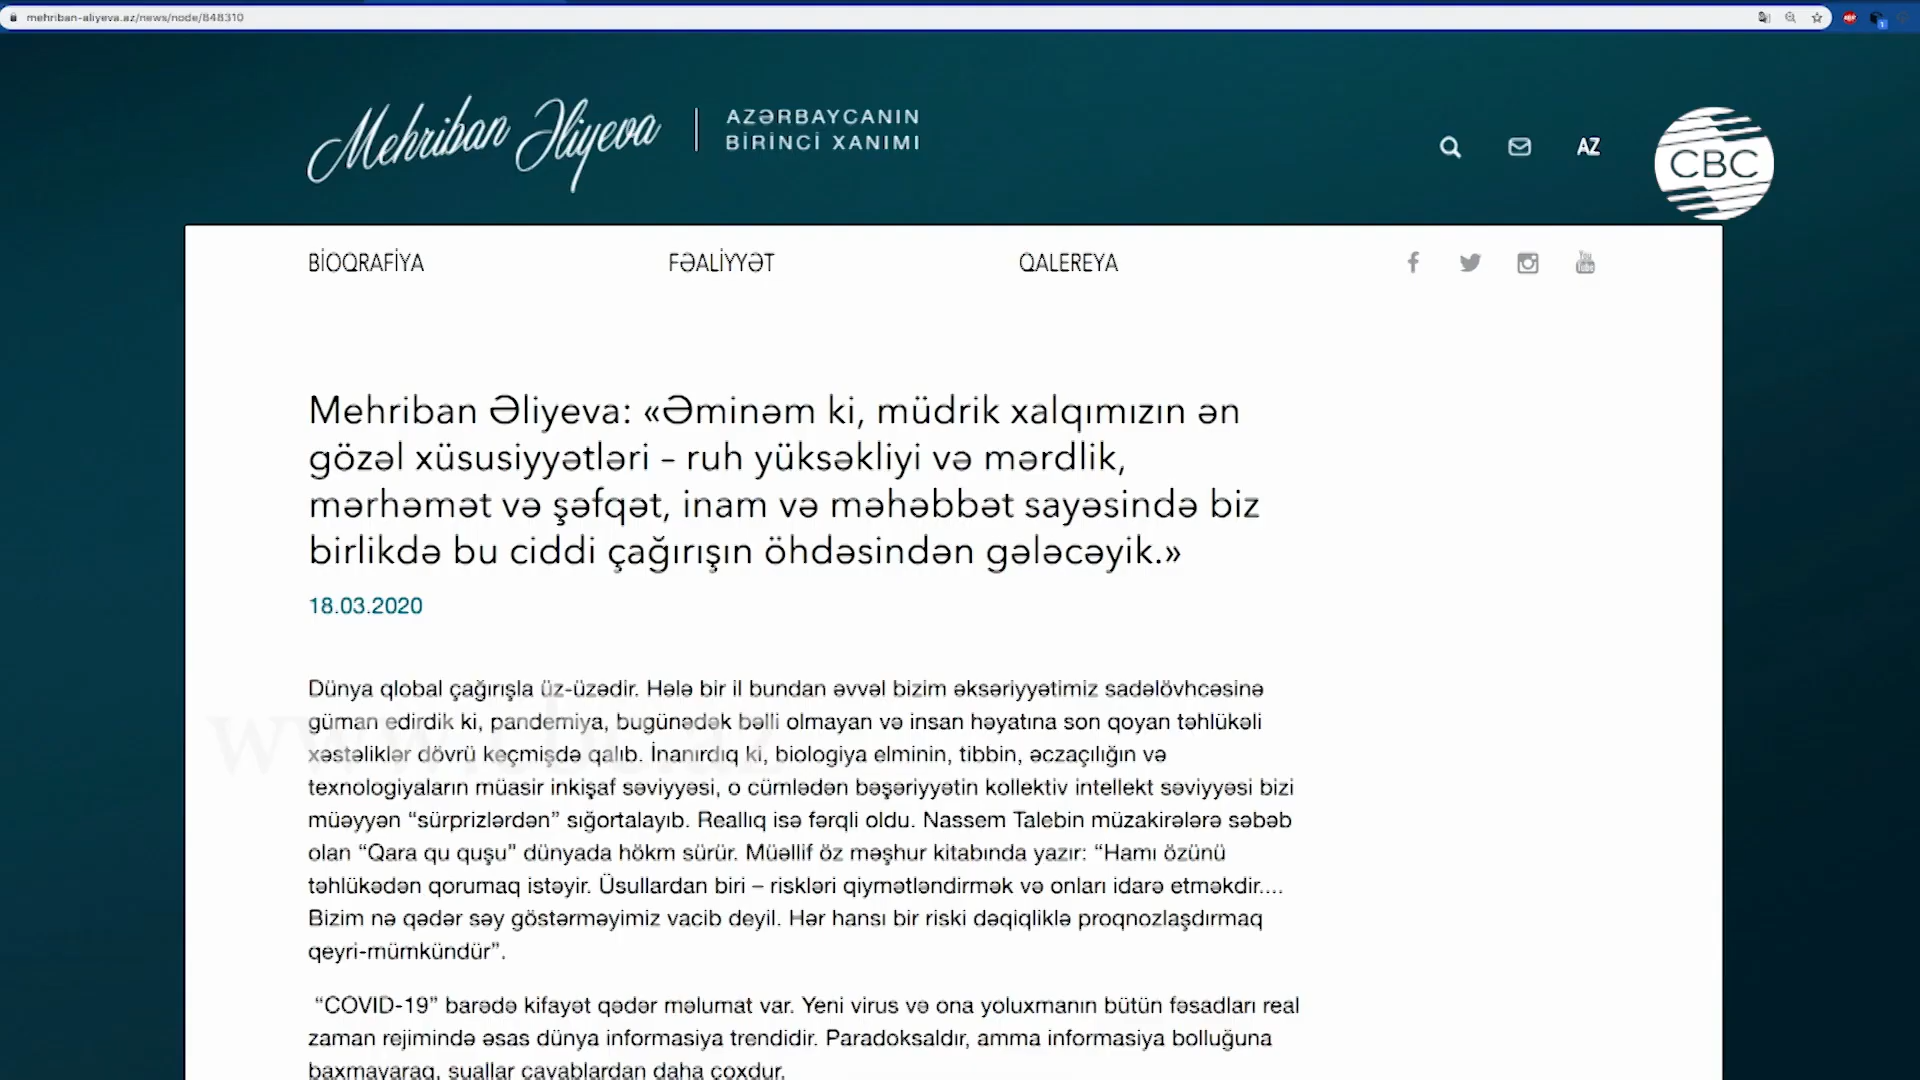 mehriban-aliyeva.az/news/node/848310
Mehriban Əliyeva
AZƏRBAYCANIN
BİRİNCİ XANIMI
AZ
CBC
BİOQRAFİYA
FƏALİYYƏT
QALEREYA
You
Tube
Mehriban Əliyeva: «Əminəm ki, müdrik xalqımızın ən
gözəl xüsusiyyətləri – ruh yüksəkliyi və mərdlik,
mərhəmət və şəfqət, inam və məhəbbət sayəsində biz
birlikdə bu ciddi çağırışın öhdəsindən gələcəyik.»
18.03.2020
Dünya qlobal çağırışla üz-üzədir. Hələ bir il bundan əvvəl bizim əksəriyyətimiz sadəlövhcəsinə
güman edirdik ki, pandemiya, bugünədək bəlli olmayan və insan həyatına son qoyan təhlükəli
xəstəliklər dövrü keçmişdə qalıb. İnanırdıq ki, biologiya elminin, tibbin, əczaçılığın və
texnologiyaların müasir inkişaf səviyyəsi, o cümlədən bəşəriyyətin kollektiv intellekt səviyyəsi bizi
müəyyən “sürprizlərdən” sığortalayıb. Reallıq isə fərqli oldu. Nassem Talebin müzakirələrə səbəb
olan “Qara qu quşu” dünyada hökm sürür. Müəllif öz məşhur kitabında yazır: “Hamı özünü
təhlükədən qorumaq istəyir. Üsullardan biri – riskləri qiymətləndirmək və onları idarə etməkdir....
Bizim nə qədər səy göstərməyimiz vacib deyil. Hər hansı bir riski dəqiqliklə proqnozlaşdırmaq
qeyri-mümkündür”.
“COVID-19” barədə kifayət qədər məlumat var. Yeni virus və ona yoluxmanın bütün fəsadları real
zaman rejimində əsas dünya informasiya trendidir. Paradoksaldır, amma informasiya bolluğuna
baxmayaraq, suallar cavablardan daha çoxdur.